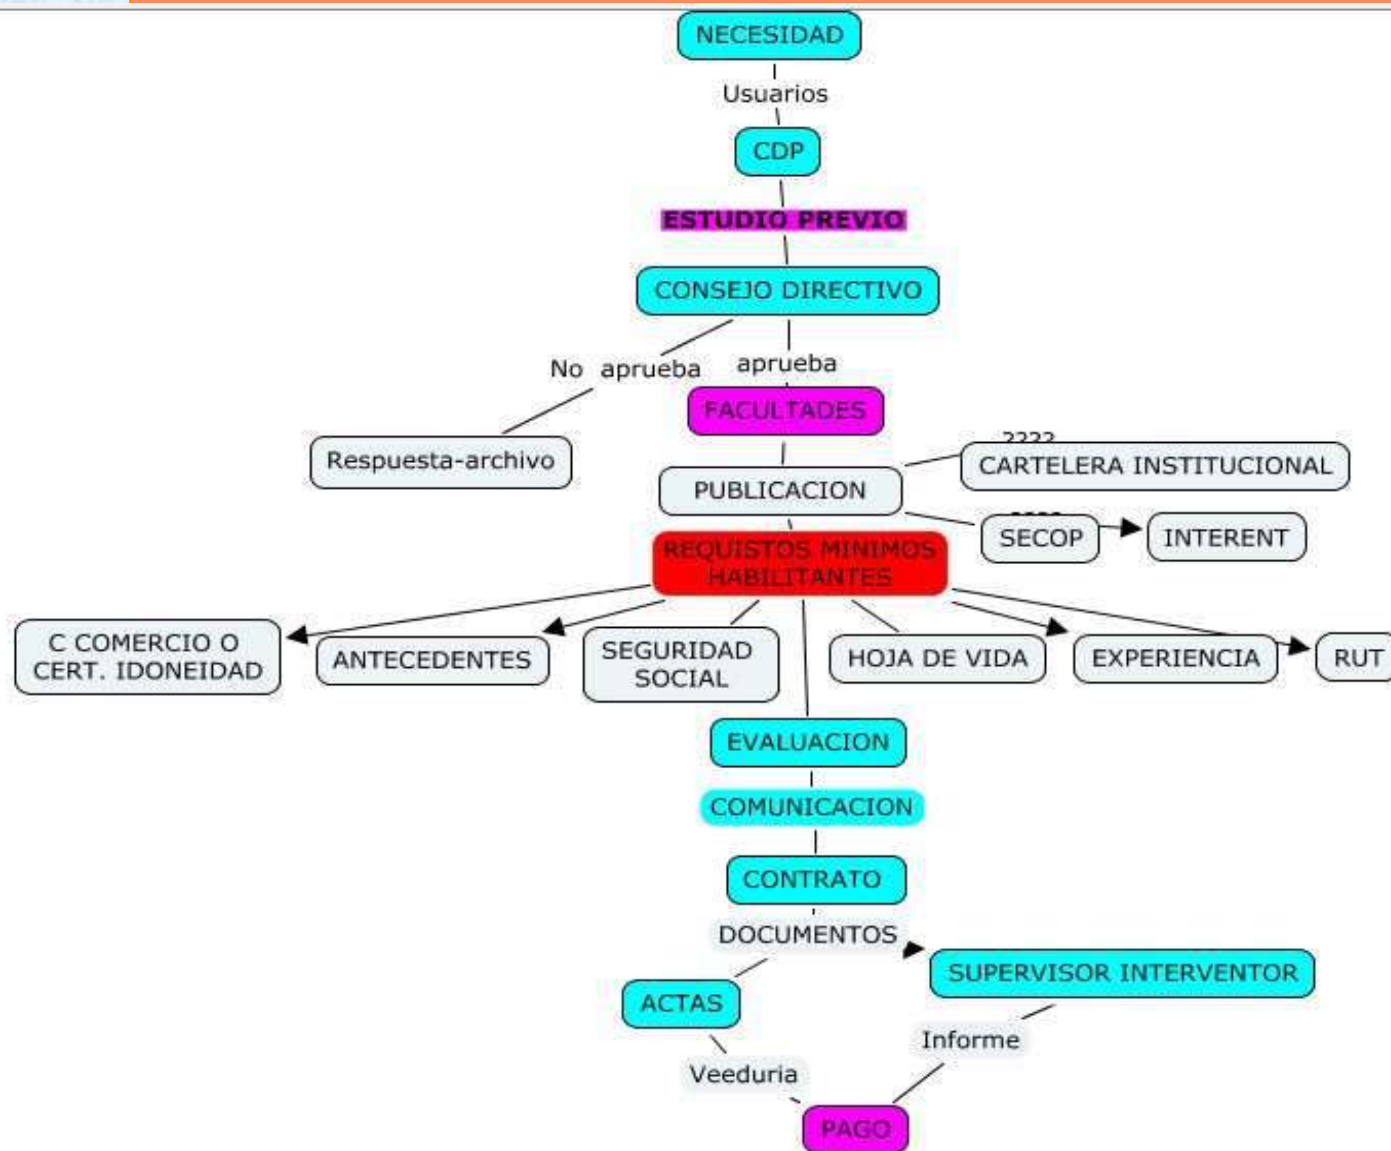 NECESIDAD
Usuarios
CDP
ESTUDIO PREVIO
CONSEJO DIRECTIVO
No aprueba
aprueba
FACULTADES
Respuesta-archivo
PUBLICACION
????
CARTELERA INSTITUCIONAL
SECOP
INTERENT
REQUISTOS MINIMOS
HABILITANTES
C COMERCIO O
CERT. IDONEIDAD
ANTECEDENTES
SEGURIDAD
SOCIAL
HOJA DE VIDA
EXPERIENCIA
RUT
EVALUACION
COMUNICACION
CONTRATO
DOCUMENTOS
SUPERVISOR INTERVENTOR
ACTAS
Informe
Veeduria
PAGO